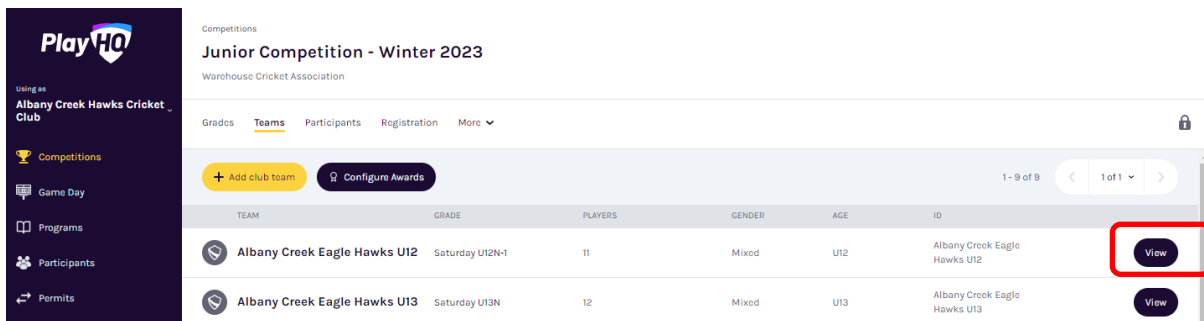 PlayHQ
Using as
Albany Creek Hawks Cricket
Club
Competitions
Game Day
Programs
Participants
Permits
Competitions
Junior Competition - Winter 2023
Warehouse Cricket Association
Grades Teams Participants Registration More
+ Add club team Configure Awards 1 - 9 of 9 1 of 1
TEAM GRADE PLAYERS GENDER AGE ID
Albany Creek Eagle Hawks U12 Saturday U12N-1 11 Mixed U12 Albany Creek Eagle
Hawks U12 View
Albany Creek Eagle Hawks U13 Saturday U13N 12 Mixed U13 Albany Creek Eagle
Hawks U13 View